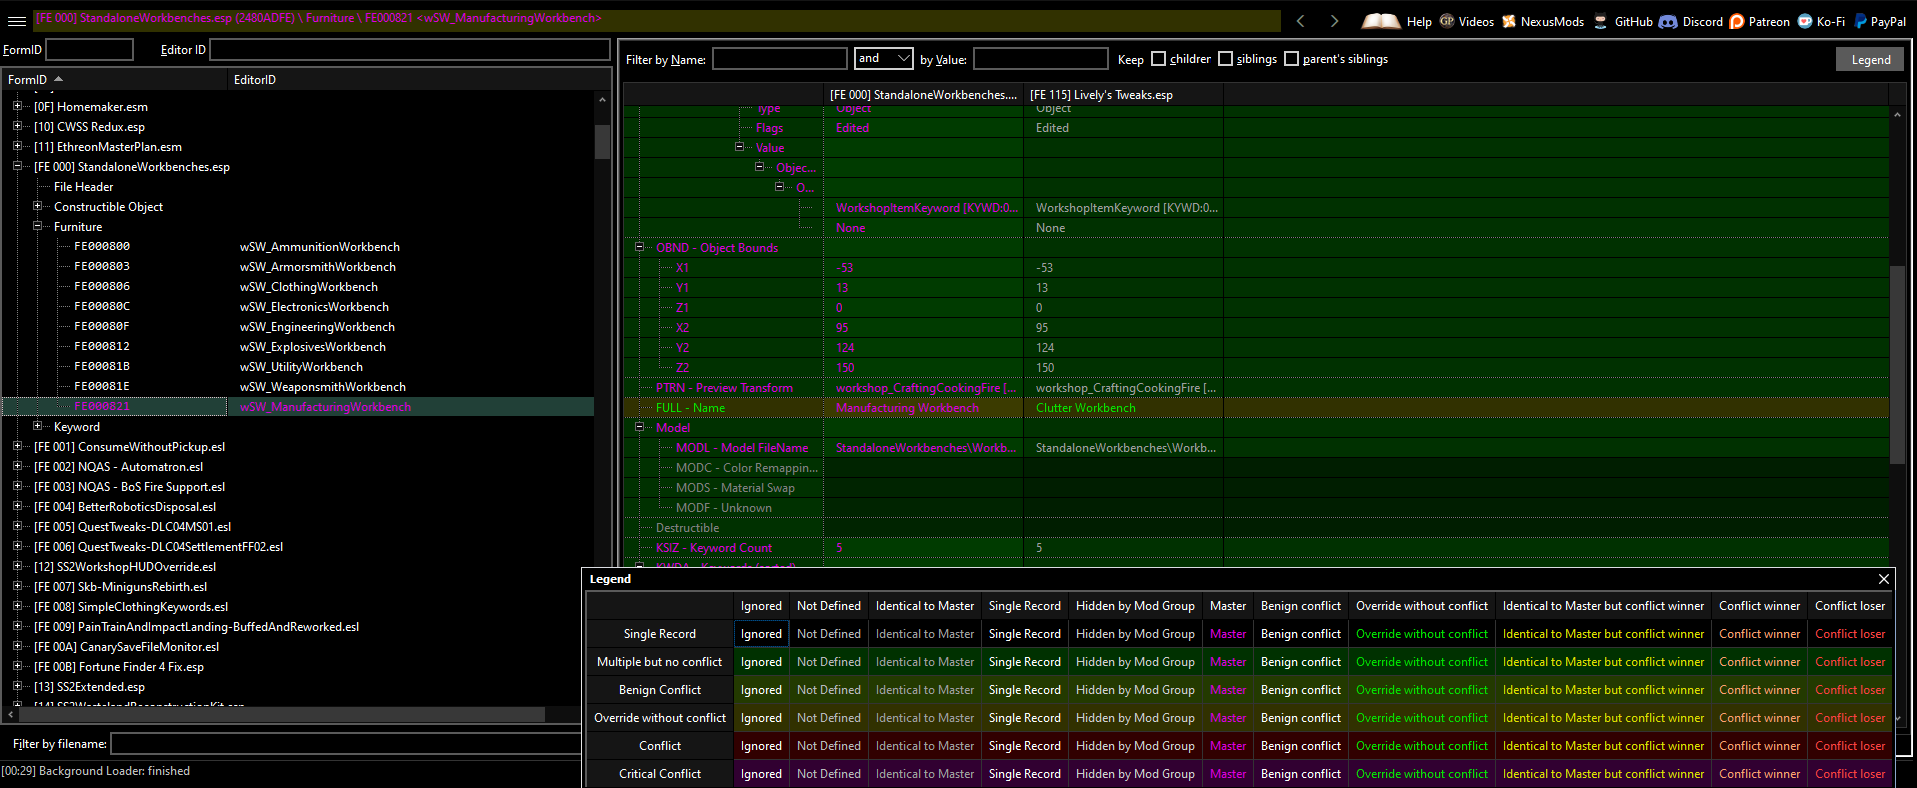 [FE 000] StandaloneWorkbenches.esp (2480ADFE) \ Furniture \ FE000821 <wSW_ManufacturingWorkbench>
Help Videos NexusMods GitHub Discord Patreon Ko-Fi PayPal
FormID Editor ID
FormID EditorID
[0F] Homemaker.esm
[10] CWSS Redux.esp
[11] EthreonMasterPlan.esm
[FE 000] StandaloneWorkbenches.esp
File Header
Constructible Object
Furniture
FE000800 wSW_AmmunitionWorkbench
FE000803 wSW_ArmorsmithWorkbench
FE000806 wSW_ClothingWorkbench
FE00080C wSW_ElectronicsWorkbench
FE00080F wSW_EngineeringWorkbench
FE000812 wSW_ExplosivesWorkbench
FE00081B wSW_UtilityWorkbench
FE00081E wSW_WeaponsmithWorkbench
FE000821 wSW_ManufacturingWorkbench
Keyword
[FE 001] ConsumeWithoutPickup.esl
[FE 002] NQAS - Automatron.esl
[FE 003] NQAS - BoS Fire Support.esl
[FE 004] BetterRoboticsDisposal.esl
[FE 005] QuestTweaks-DLC04MS01.esl
[FE 006] QuestTweaks-DLC04SettlementFF02.esl
[12] SS2WorkshopHUDOverride.esl
[FE 007] Skb-MinigunsRebirth.esl
[FE 008] SimpleClothingKeywords.esl
[FE 009] PainTrainAndImpactLanding-BuffedAndReworked.esl
[FE 00A] CanarySaveFileMonitor.esl
[FE 00B] Fortune Finder 4 Fix.esp
[13] SS2Extended.esp
[14] SS2WastelandReconstructionKit.esp
Filter by filename:
[00:29] Background Loader: finished
Filter by Name: and by Value: Keep children siblings parent's siblings Legend
[FE 000] StandaloneWorkbenches.... [FE 115] Lively's Tweaks.esp
Type Object Object
Flags Edited Edited
Value
Objec...
O...
WorkshopItemKeyword [KYWD:0... WorkshopItemKeyword [KYWD:0...
None None
OBND - Object Bounds
X1 -53 -53
Y1 13 13
Z1 0 0
X2 95 95
Y2 124 124
Z2 150 150
PTRN - Preview Transform workshop_CraftingCookingFire [... workshop_CraftingCookingFire [...
FULL - Name Manufacturing Workbench Clutter Workbench
Model
MODL - Model FileName StandaloneWorkbenches\Workb... StandaloneWorkbenches\Workb...
MODC - Color Remappin...
MODS - Material Swap
MODF - Unknown
Destructible
KSIZ - Keyword Count 5 5
KWDA - Keywords (sorted)
Legend
Ignored Not Defined Identical to Master Single Record Hidden by Mod Group Master Benign conflict Override without conflict Identical to Master but conflict winner Conflict winner Conflict loser
Single Record Ignored Not Defined Identical to Master Single Record Hidden by Mod Group Master Benign conflict Override without conflict Identical to Master but conflict winner Conflict winner Conflict loser
Multiple but no conflict Ignored Not Defined Identical to Master Single Record Hidden by Mod Group Master Benign conflict Override without conflict Identical to Master but conflict winner Conflict winner Conflict loser
Benign Conflict Ignored Not Defined Identical to Master Single Record Hidden by Mod Group Master Benign conflict Override without conflict Identical to Master but conflict winner Conflict winner Conflict loser
Override without conflict Ignored Not Defined Identical to Master Single Record Hidden by Mod Group Master Benign conflict Override without conflict Identical to Master but conflict winner Conflict winner Conflict loser
Conflict Ignored Not Defined Identical to Master Single Record Hidden by Mod Group Master Benign conflict Override without conflict Identical to Master but conflict winner Conflict winner Conflict loser
Critical Conflict Ignored Not Defined Identical to Master Single Record Hidden by Mod Group Master Benign conflict Override without conflict Identical to Master but conflict winner Conflict winner Conflict loser